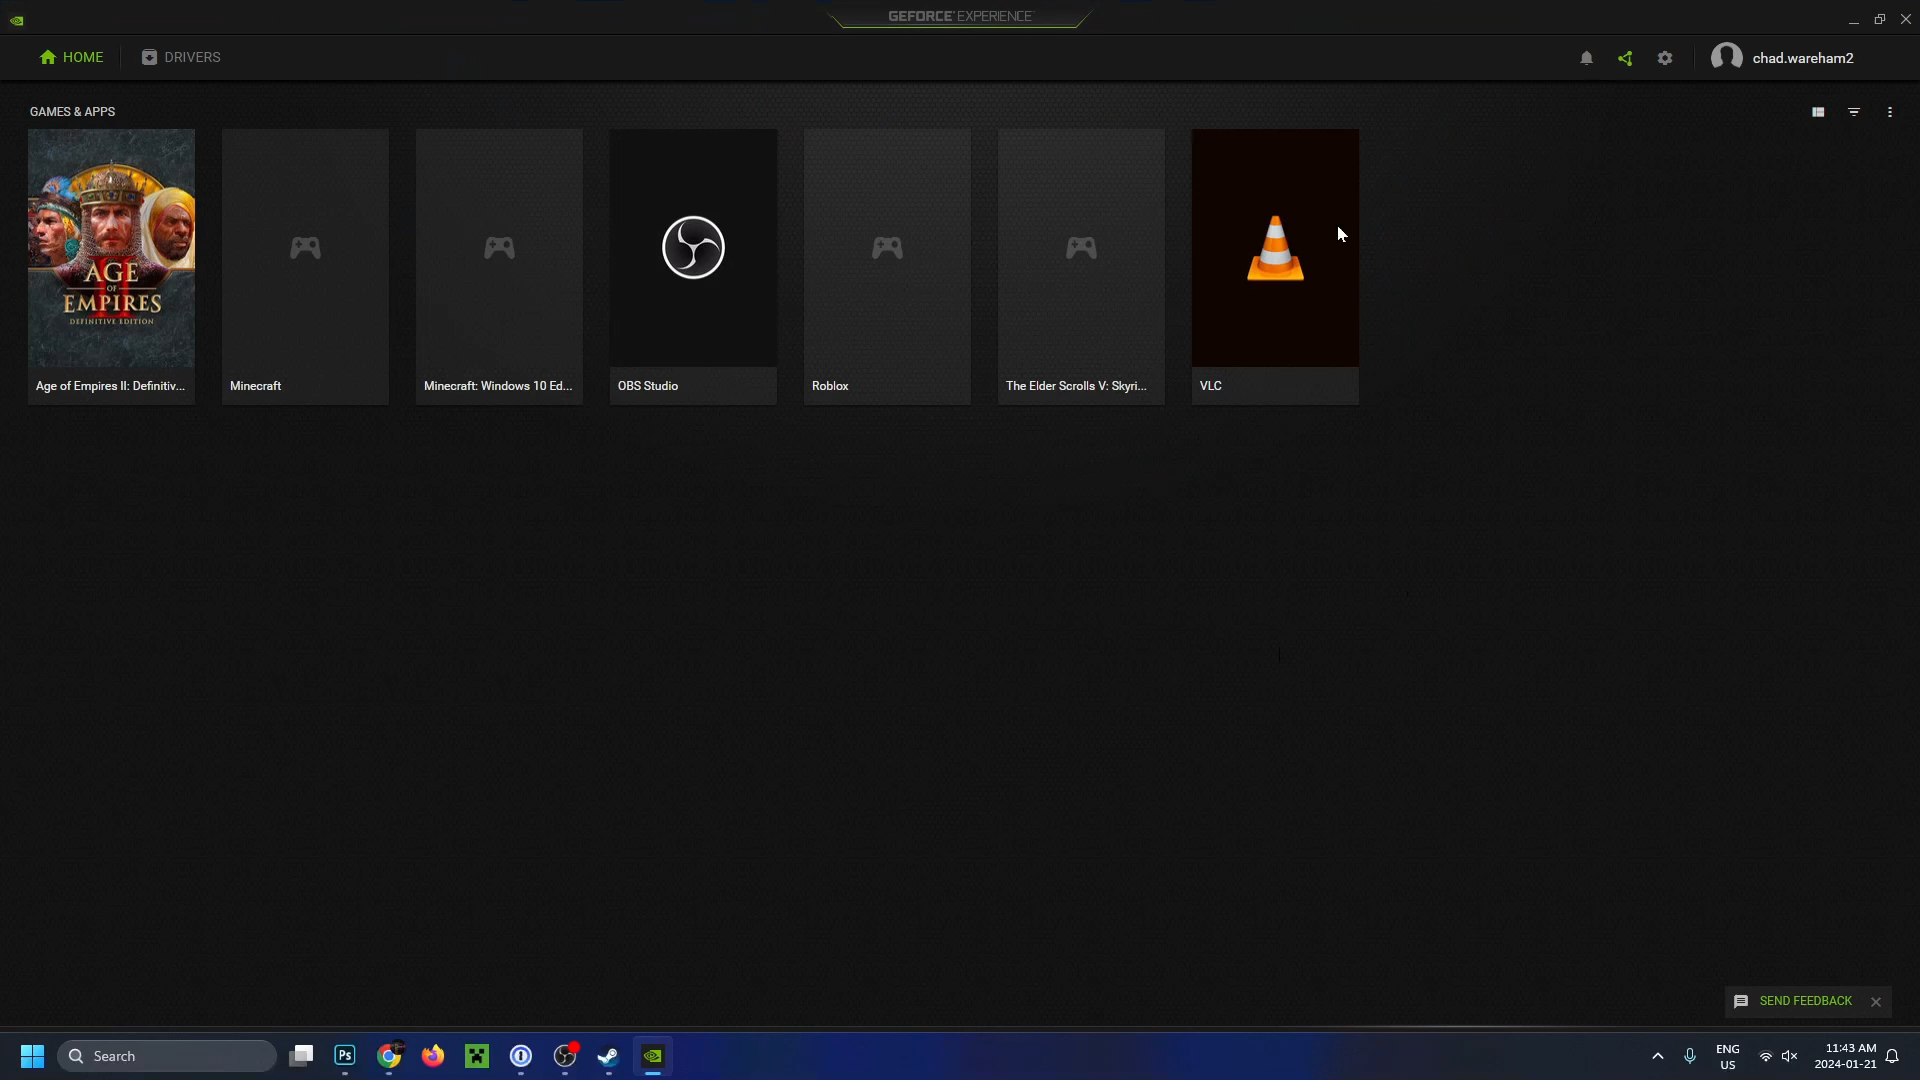 GEFORCE EXPERIENCE
HOME
DRIVERS
chad.wareham2
GAMES & APPS
AGE
OF
EMPIRES
II
DEFINITIVE EDITION
Age of Empires II: Definitiv...
Minecraft
Minecraft: Windows 10 Ed...
OBS Studio
Roblox
The Elder Scrolls V: Skyri...
VLC
SEND FEEDBACK
Search
Ps
ENG
US
11:43 AM
2024-01-21